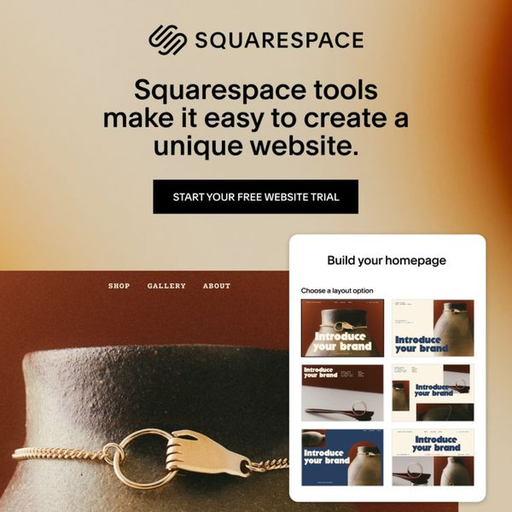 SQUARESPACE
Squarespace tools
make it easy to create a
unique website.
START YOUR FREE WEBSITE TRIAL
SHOP GALLERY ABOUT
Build your homepage
Choose a layout option
Introduce
your brand
Introduce
your brand
Introduce
your brand
Introduce
your brand
Introduce
your brand
Introduce
your brand